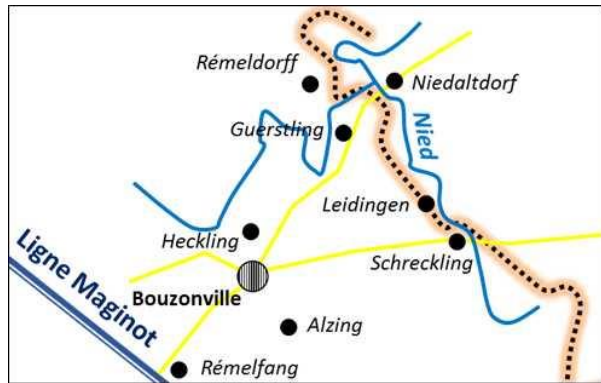 Rémeldorff
Niedaltdorf
Guerstling
Nied
Leidingen
Heckling
Schreckling
Ligne Maginot
Bouzonville
Alzing
Rémelfang